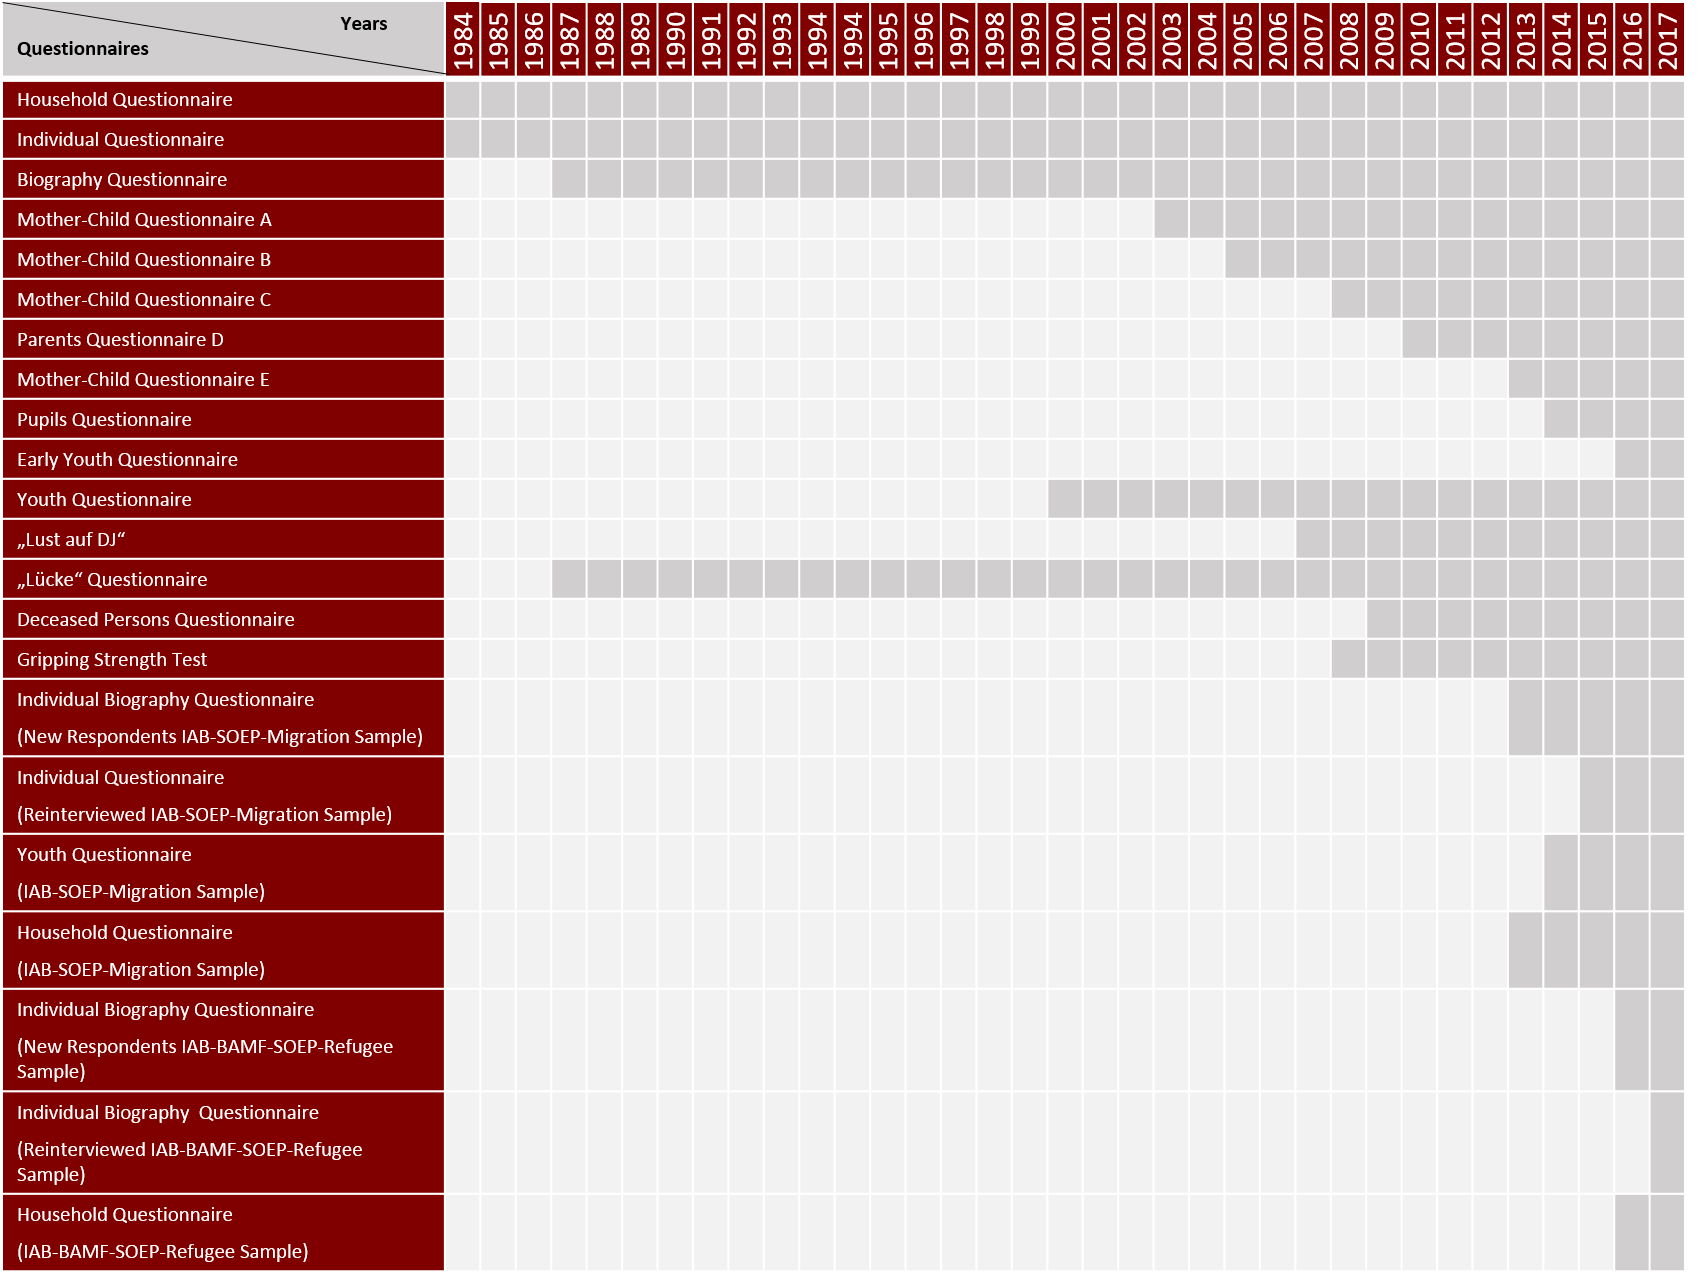 Years
Questionnaires
1984 1985 1986 1987 1988 1989 1990 1991 1992 1993 1994 1994 1995 1996 1997 1998 1999 2000 2001 2002 2003 2004 2005 2006 2007 2008 2009 2010 2011 2012 2013 2014 2015 2016 2017
Household Questionnaire
Individual Questionnaire
Biography Questionnaire
Mother-Child Questionnaire A
Mother-Child Questionnaire B
Mother-Child Questionnaire C
Parents Questionnaire D
Mother-Child Questionnaire E
Pupils Questionnaire
Early Youth Questionnaire
Youth Questionnaire
„Lust auf DJ“
„Lücke“ Questionnaire
Deceased Persons Questionnaire
Gripping Strength Test
Individual Biography Questionnaire
(New Respondents IAB-SOEP-Migration Sample)
Individual Questionnaire
(Reinterviewed IAB-SOEP-Migration Sample)
Youth Questionnaire
(IAB-SOEP-Migration Sample)
Household Questionnaire
(IAB-SOEP-Migration Sample)
Individual Biography Questionnaire
(New Respondents IAB-BAMF-SOEP-Refugee
Sample)
Individual Biography  Questionnaire
(Reinterviewed IAB-BAMF-SOEP-Refugee
Sample)
Household Questionnaire
(IAB-BAMF-SOEP-Refugee Sample)